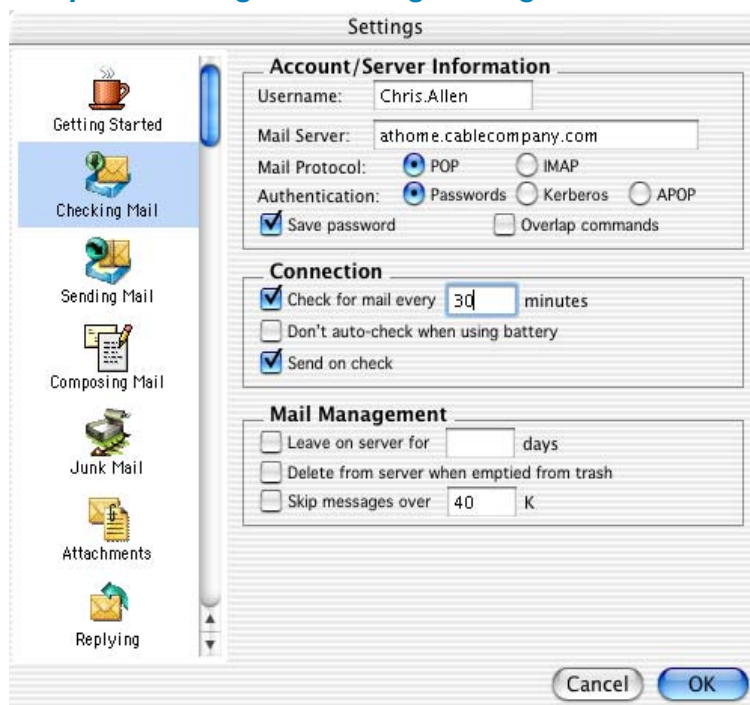 Settings
Getting Started
Checking Mail
Sending Mail
Composing Mail
Junk Mail
Attachments
Replying
Account/Server Information
Username: Chris.Allen
Mail Server: athome.cablecompany.com
Mail Protocol: POP IMAP
Authentication: Passwords Kerberos APOP
Save password Overlap commands
Connection
Check for mail every 30 minutes
Don't auto-check when using battery
Send on check
Mail Management
Leave on server for days
Delete from server when emptied from trash
Skip messages over 40 K
Cancel OK